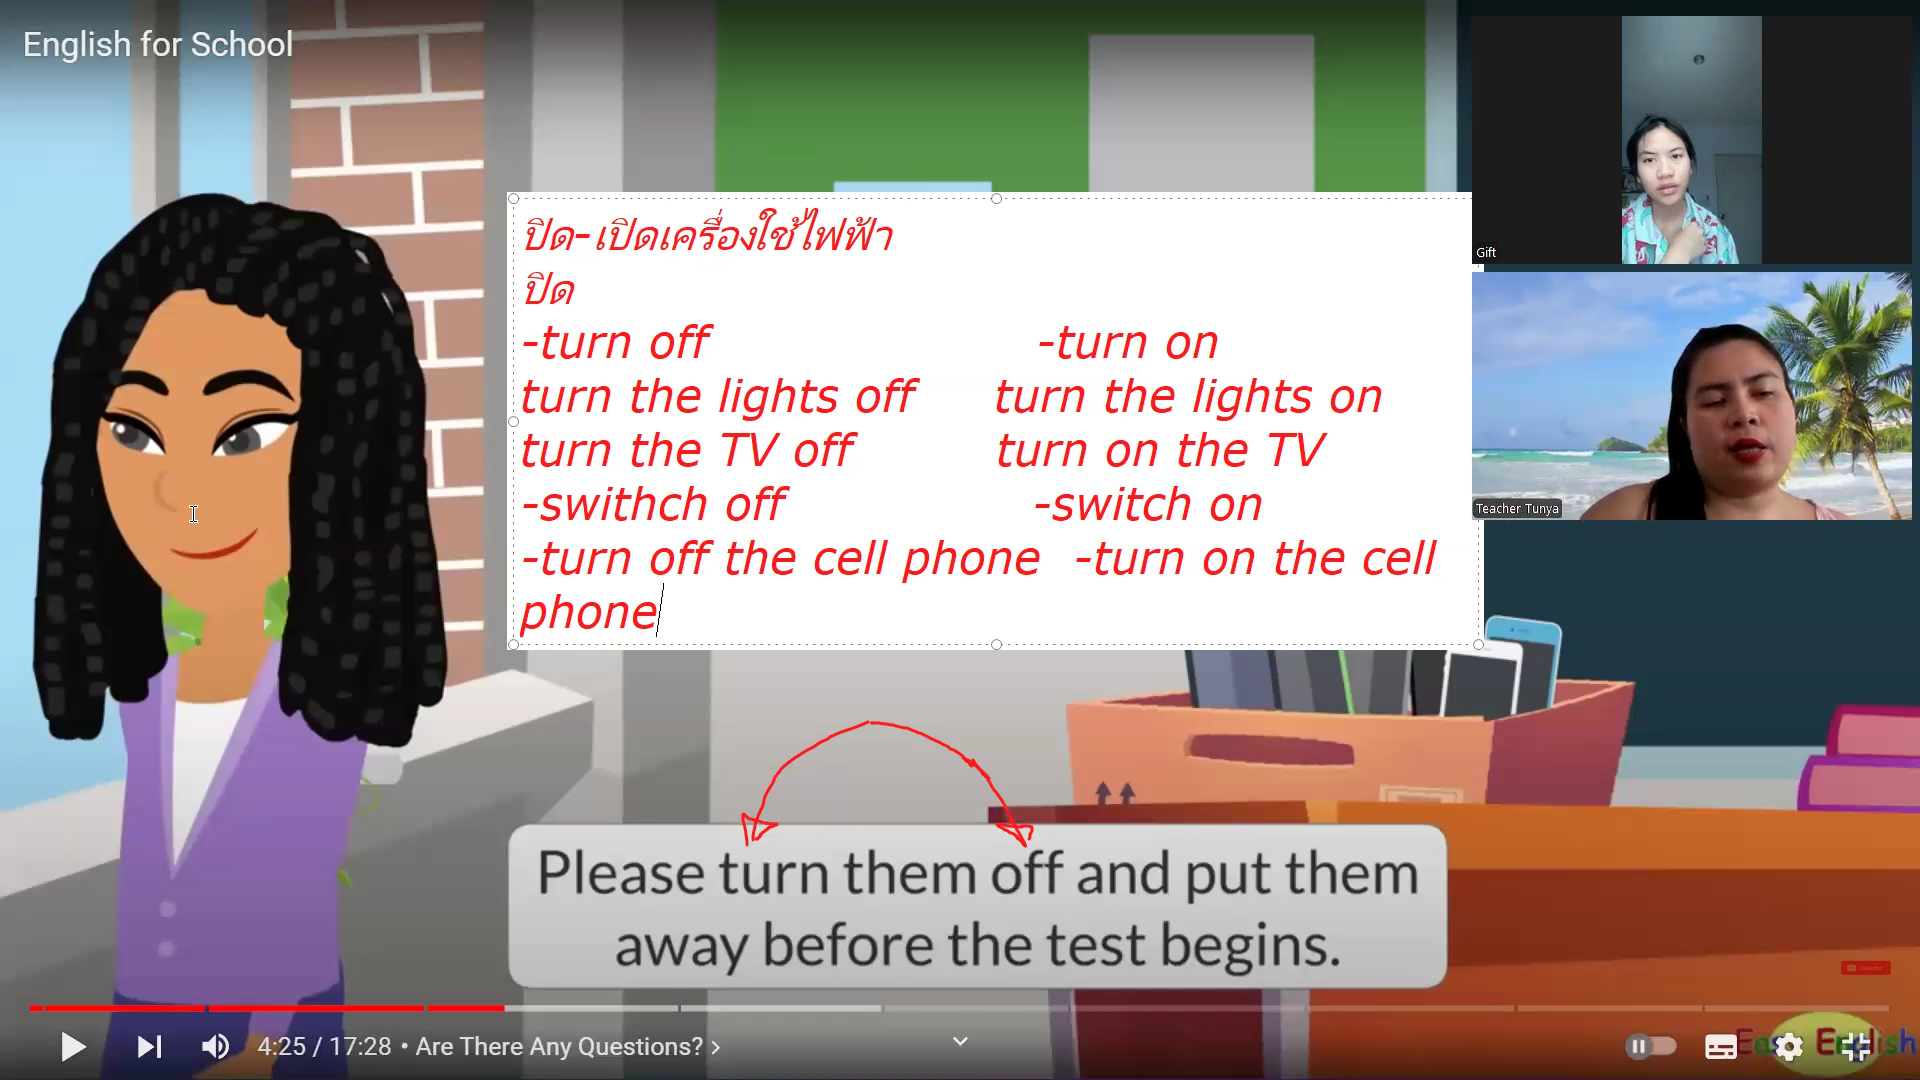 English for School
ปิด-เปิดเครื่องใช้ไฟฟ้า
ปิด
-turn off -turn on
turn the lights off turn the lights on
turn the TV off turn on the TV
-swithch off -switch on
-turn off the cell phone -turn on the cell
phone
Gift
Teacher Tunya
Please turn them off and put them
away before the test begins.
4:25 / 17:28 • Are There Any Questions? >
Easy English